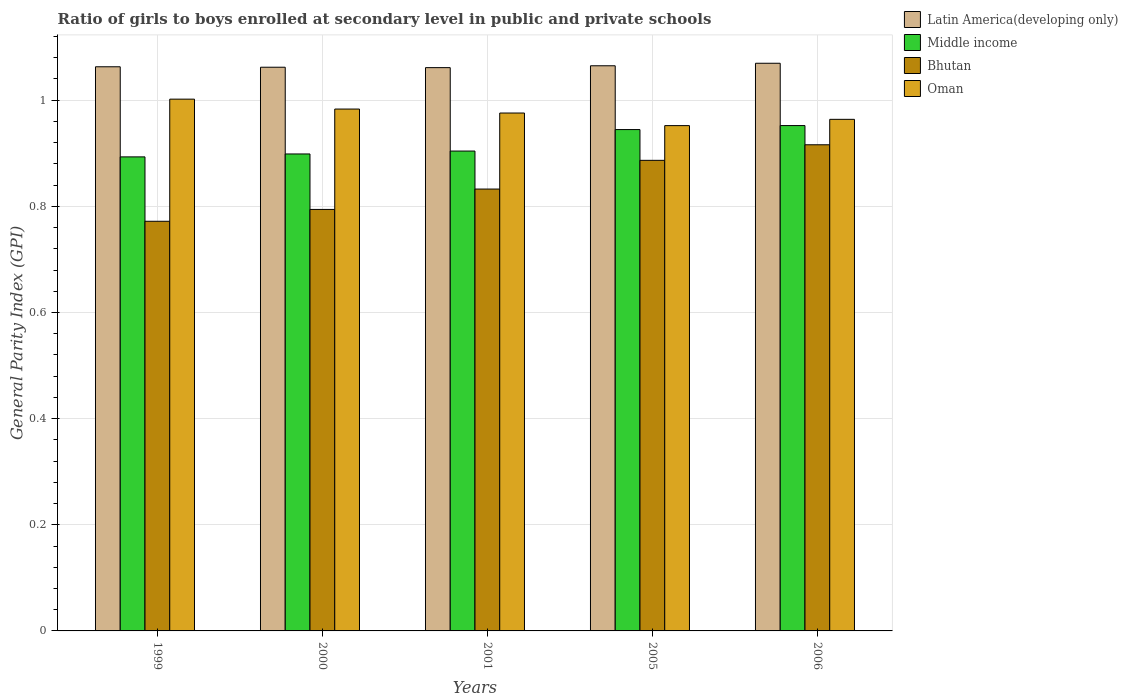 Ratio of girls to boys enrolled at secondary level in public and private schools
Latin America(developing only)
Middle income
Bhutan
Oman
General Parity Index (GPI)
1
0.8
0.6
0.4
0.2
0
1999
2000
2001
2005
2006
Years